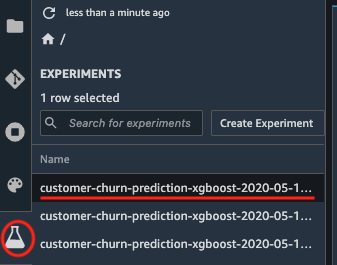 less than a minute ago
/
EXPERIMENTS
1 row selected
Search for experiments
Create Experiment
Name
customer-churn-prediction-xgboost-2020-05-1...
customer-churn-prediction-xgboost-2020-05-1...
customer-churn-prediction-xgboost-2020-05-1...